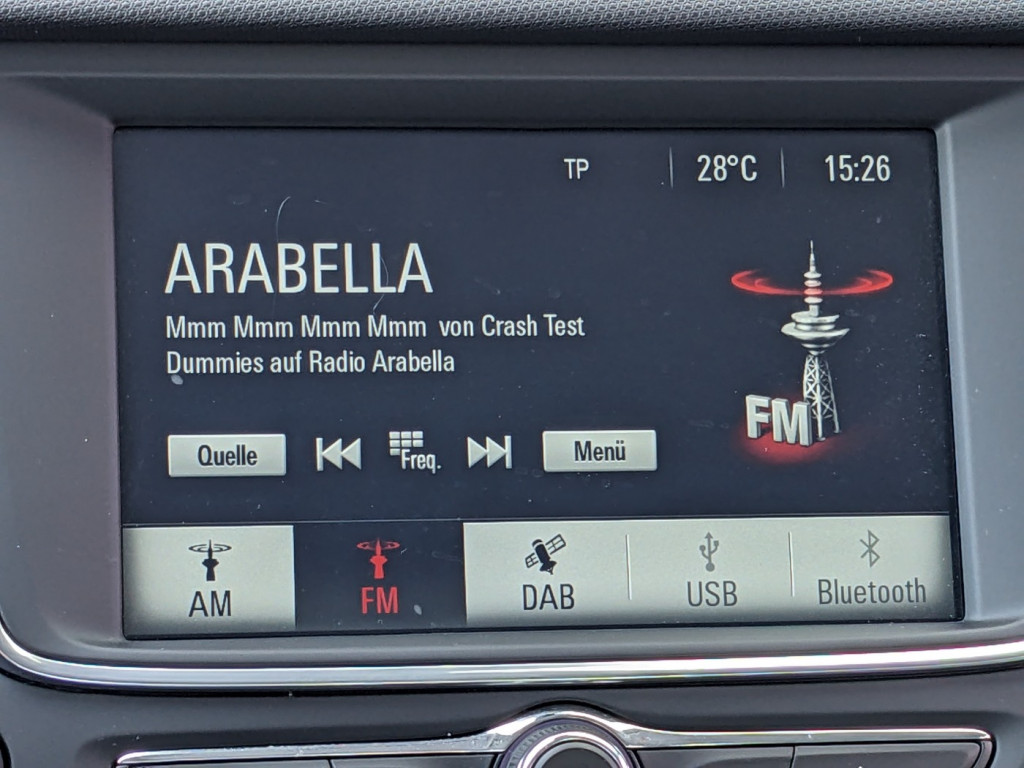 TP 28°C 15:26
ARABELLA
Mmm Mmm Mmm Mmm von Crash Test
Dummies auf Radio Arabella
FM
Quelle Freq. Menü
AM FM DAB USB Bluetooth